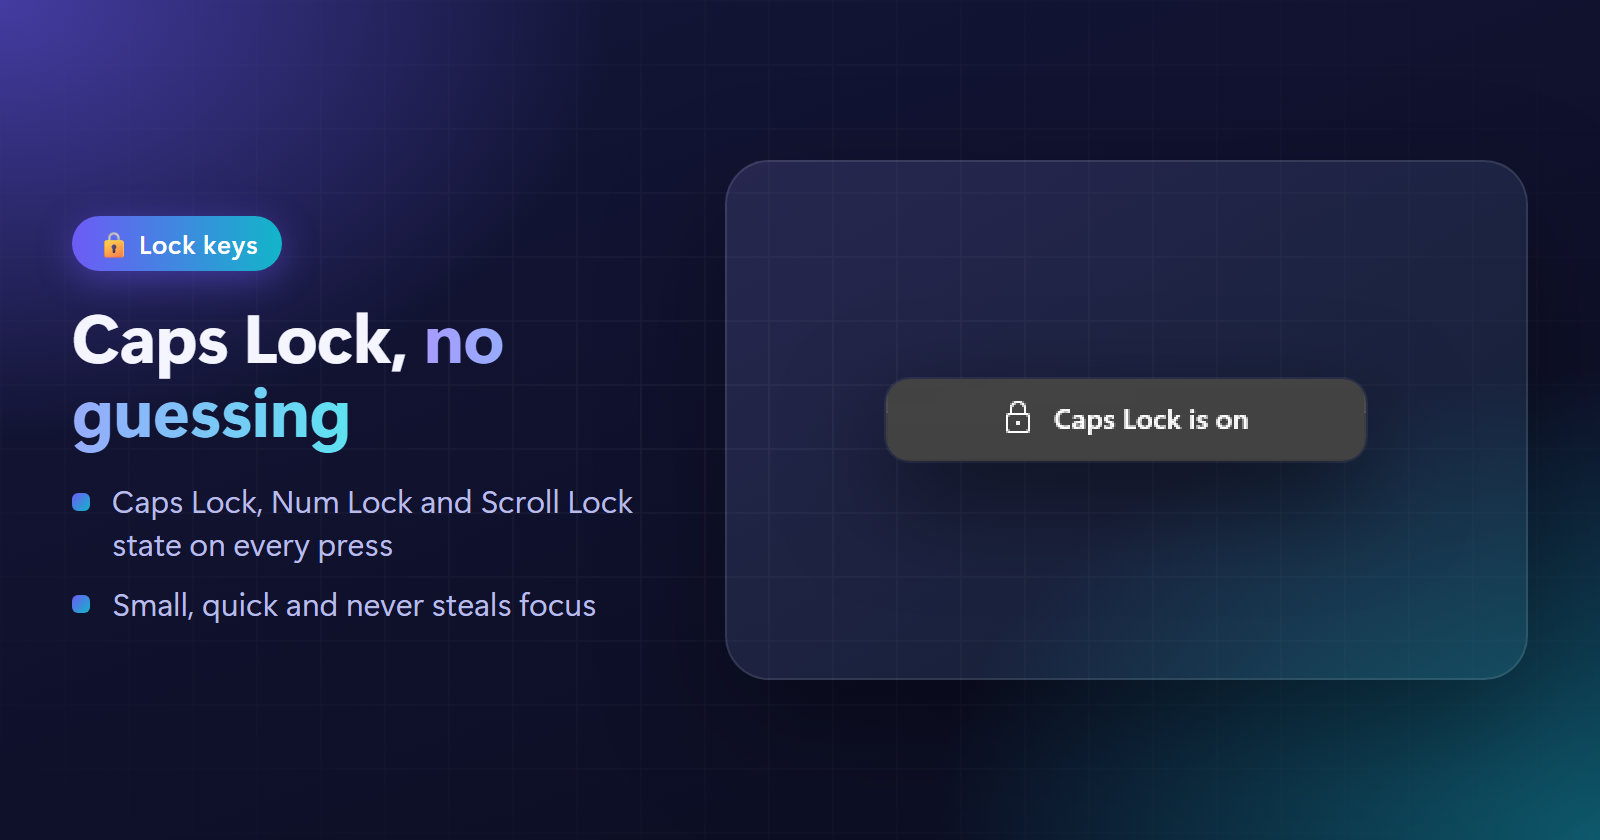 Lock keys
Caps Lock, no
guessing
Caps Lock, Num Lock and Scroll Lock
state on every press
Small, quick and never steals focus
Caps Lock is on